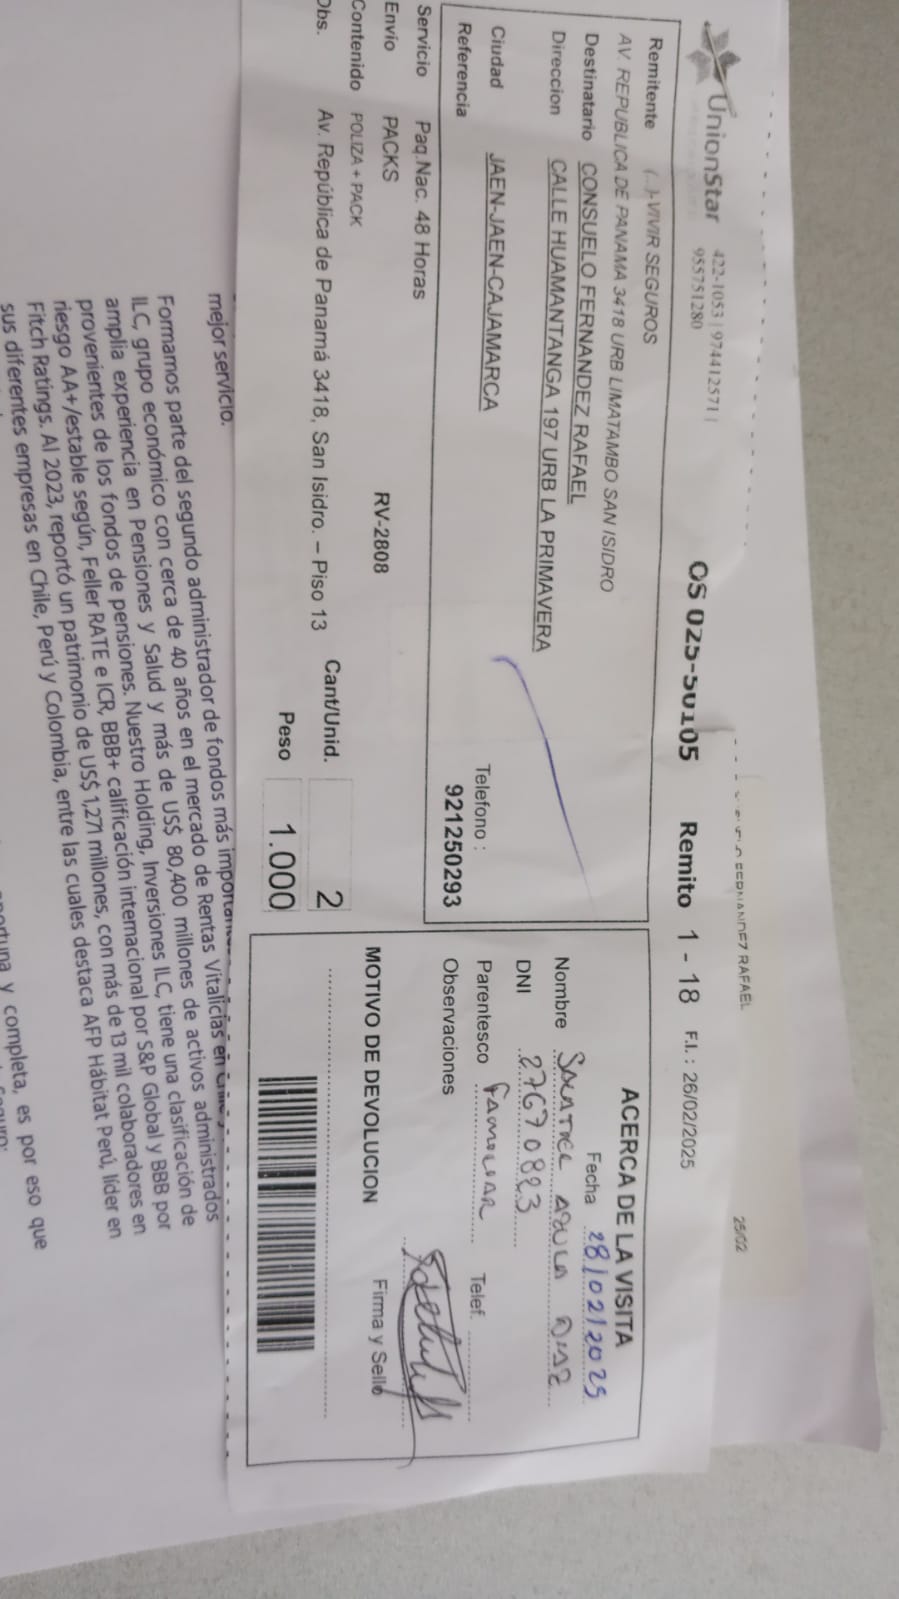 FERNANDEZ RAFAEL
25/02
UnionStar
422-1053 | 974412571 |
955751280
OS 025-50105 Remito 1 - 18 F.I.: 26/02/2025
Remitente VIVIR SEGUROS
AV. REPUBLICA DE PANAMA 3418 URB LIMATAMBO SAN ISIDRO
Destinatario CONSUELO FERNANDEZ RAFAEL
Direccion CALLE HUAMANTANGA 197 URB LA PRIMAVERA
Ciudad JAEN-JAEN-CAJAMARCA
Referencia
Telefono :
921250293
Servicio Paq.Nac. 48 Horas
Envio PACKS RV-2808
Contenido POLIZA + PACK
Obs. Av. República de Panamá 3418, San Isidro. – Piso 13
Cant/Unid. 2
Peso 1.000
ACERCA DE LA VISITA
Fecha 28/02/2025
Nombre
DNI 27670883
Parentesco Familiar Telef.
Observaciones
Firma y Sello
MOTIVO DE DEVOLUCION
mejor servicio.
Formamos parte del segundo administrador de fondos más
ILC, grupo económico con cerca de 40 años en el mercado de Rentas Vitalicias en
amplia experiencia en Pensiones y Salud y más de US$ 80,400 millones de activos administrados
provenientes de los fondos de pensiones. Nuestro Holding, Inversiones ILC, tiene una clasificación de
riesgo AA+/estable según, Feller RATE e ICR, BBB+ calificación internacional por S&P Global y BBB por
Fitch Ratings. Al 2023, reportó un patrimonio de US$ 1,271 millones, con más de 13 mil colaboradores en
sus diferentes empresas en Chile, Perú y Colombia, entre las cuales destaca AFP Hábitat Perú, líder en
y completa, es por eso que